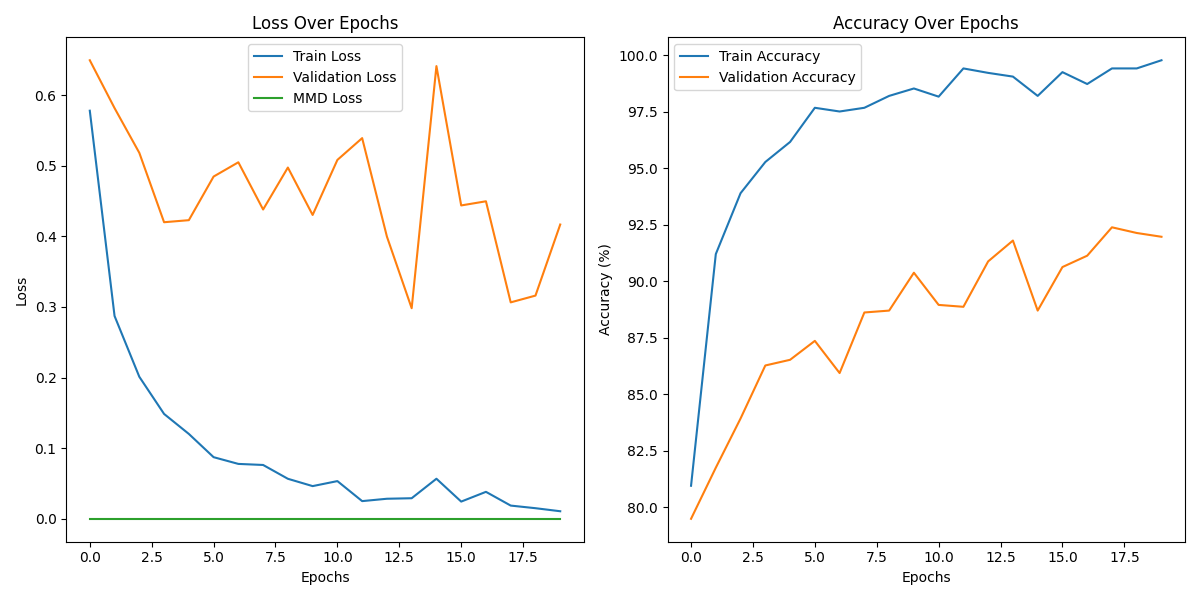 Loss Over Epochs
Train Loss
Validation Loss
MMD Loss
Loss
0.6
0.5
0.4
0.3
0.2
0.1
0.0
0.0 2.5 5.0 7.5 10.0 12.5 15.0 17.5
Epochs
Accuracy Over Epochs
Train Accuracy
Validation Accuracy
Accuracy (%)
100.0
97.5
95.0
92.5
90.0
87.5
85.0
82.5
80.0
0.0 2.5 5.0 7.5 10.0 12.5 15.0 17.5
Epochs